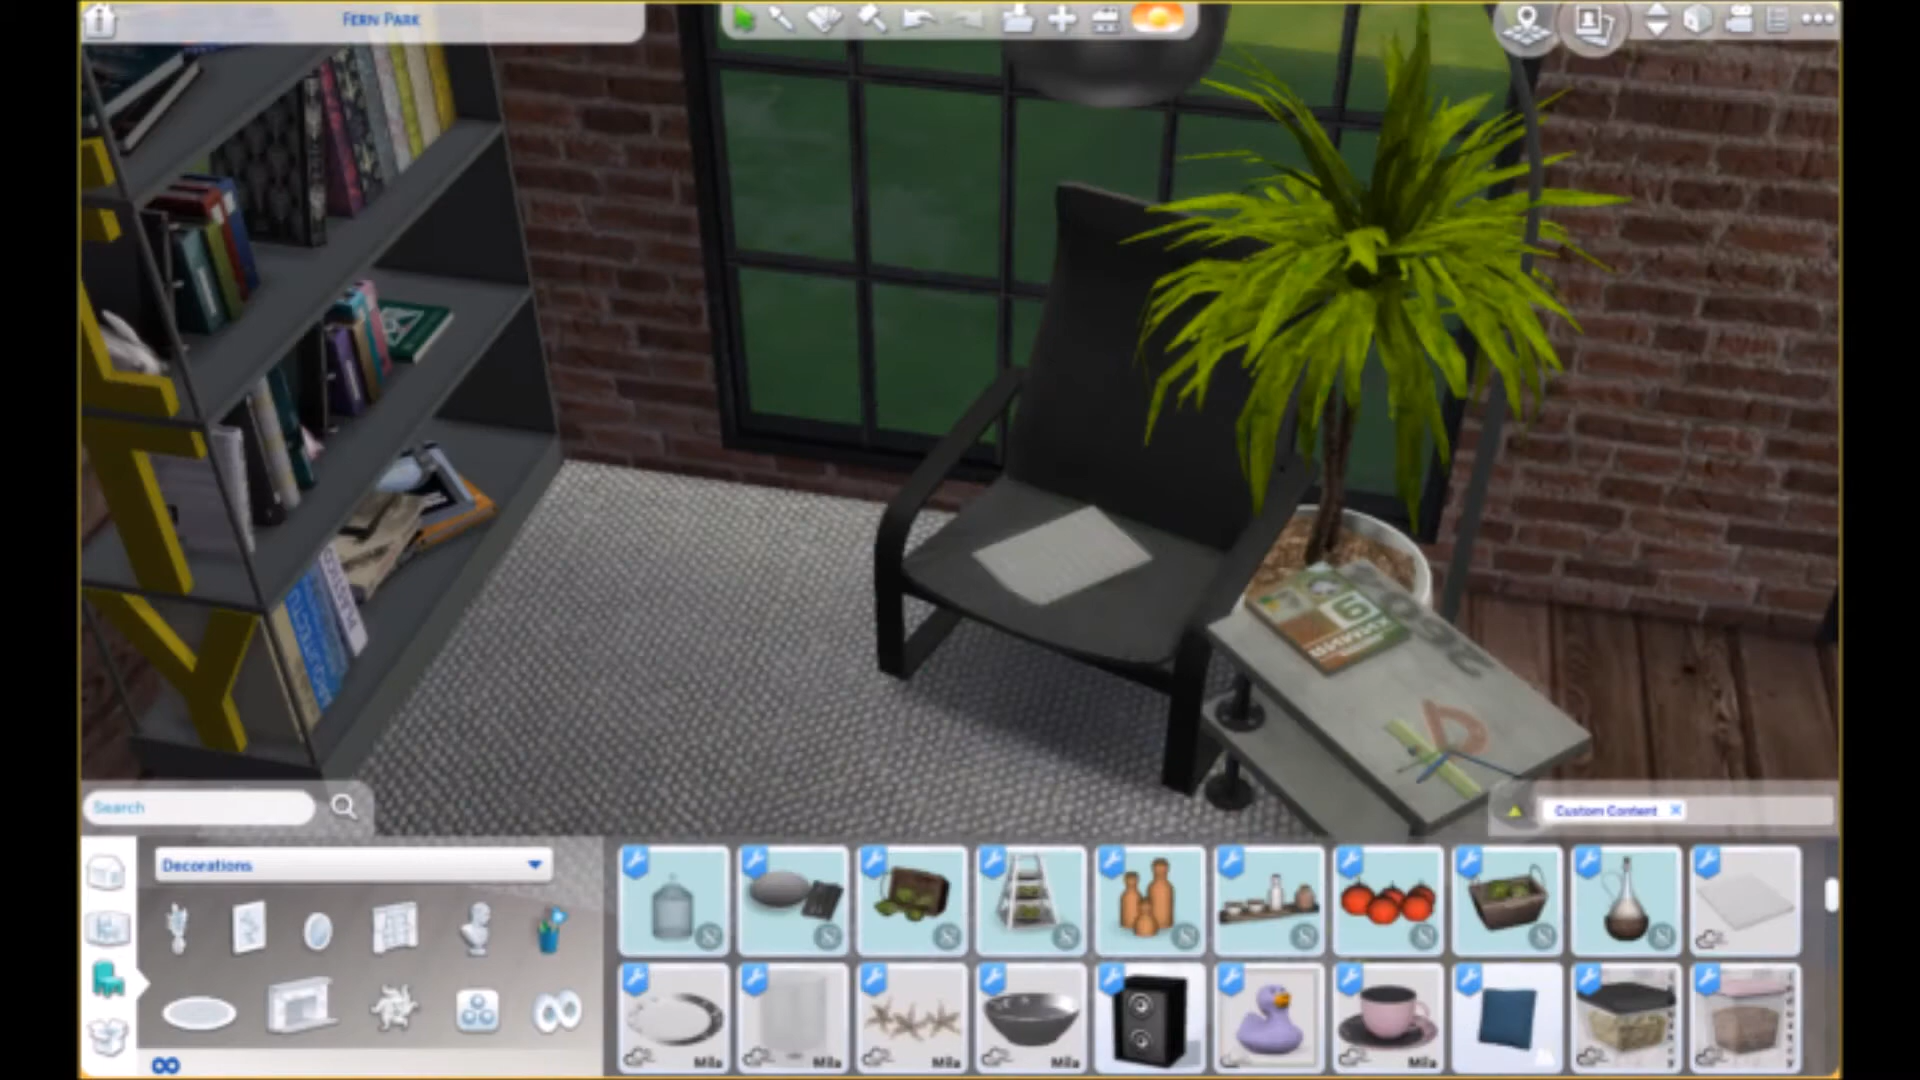 FERN PARK
Search
Custom Content
Decorations
Mila
Mila
Mila
Mila
Mila